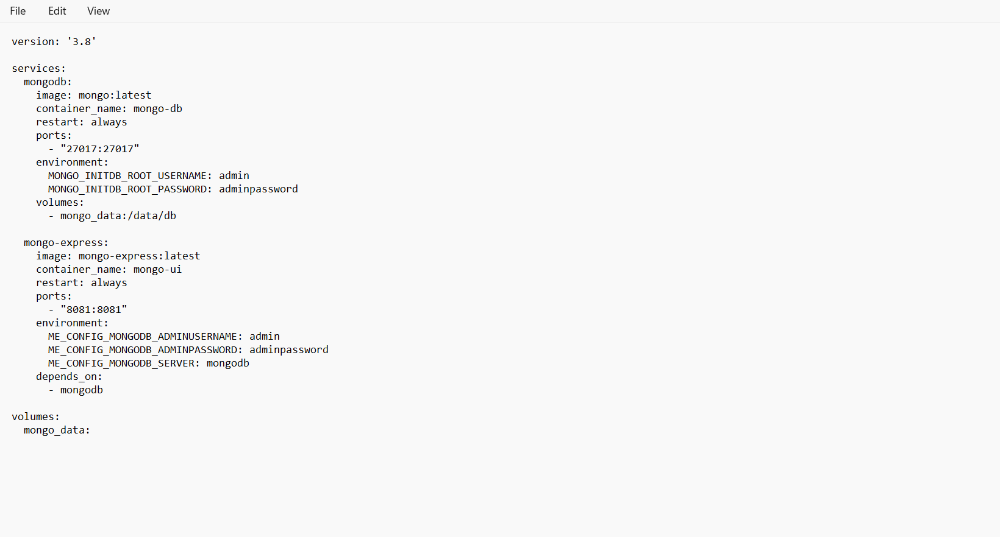 File Edit View
version: '3.8'

services:
  mongodb:
    image: mongo:latest
    container_name: mongo-db
    restart: always
    ports:
      - "27017:27017"
    environment:
      MONGO_INITDB_ROOT_USERNAME: admin
      MONGO_INITDB_ROOT_PASSWORD: adminpassword
    volumes:
      - mongo_data:/data/db

  mongo-express:
    image: mongo-express:latest
    container_name: mongo-ui
    restart: always
    ports:
      - "8081:8081"
    environment:
      ME_CONFIG_MONGODB_ADMINUSERNAME: admin
      ME_CONFIG_MONGODB_ADMINPASSWORD: adminpassword
      ME_CONFIG_MONGODB_SERVER: mongodb
    depends_on:
      - mongodb

volumes:
  mongo_data: